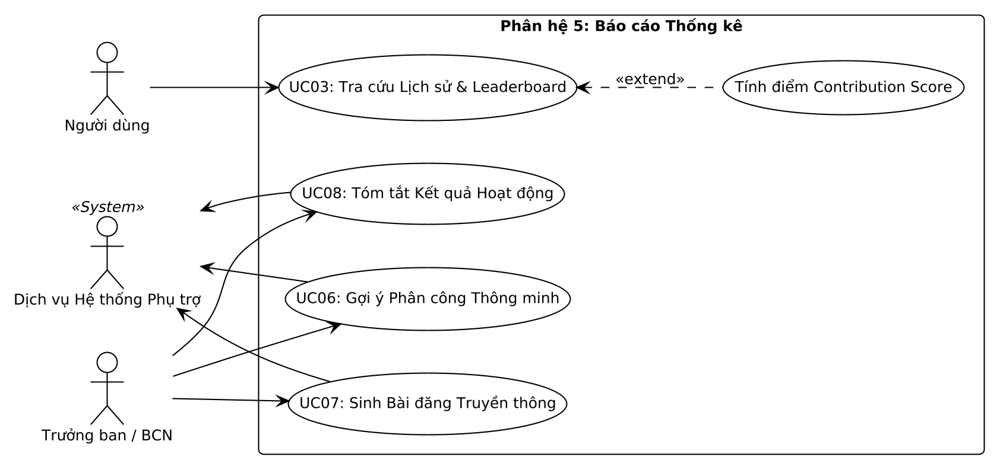 Phân hệ 5: Báo cáo Thống kê
Người dùng
UC03: Tra cứu Lịch sử & Leaderboard
«extend»
Tính điểm Contribution Score
«System»
Dịch vụ Hệ thống Phụ trợ
UC08: Tóm tắt Kết quả Hoạt động
UC06: Gợi ý Phân công Thông minh
UC07: Sinh Bài đăng Truyền thông
Trưởng ban / BCN